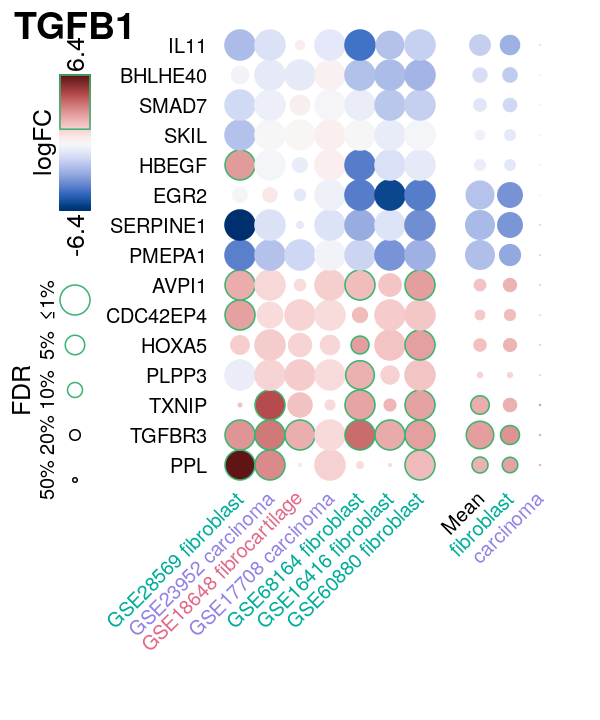 TGFB1
6.4
logFC
-6.4
FDR
≤1%
5%
10%
20%
50%
IL11
BHLHE40
SMAD7
SKIL
HBEGF
EGR2
SERPINE1
PMEPA1
AVPI1
CDC42EP4
HOXA5
PLPP3
TXNIP
TGFBR3
PPL
GSE28569 fibroblast
GSE23952 carcinoma
GSE18648 fibrocartilage
GSE17708 carcinoma
GSE68164 fibroblast
GSE16416 fibroblast
GSE60880 fibroblast
Mean
fibroblast
carcinoma